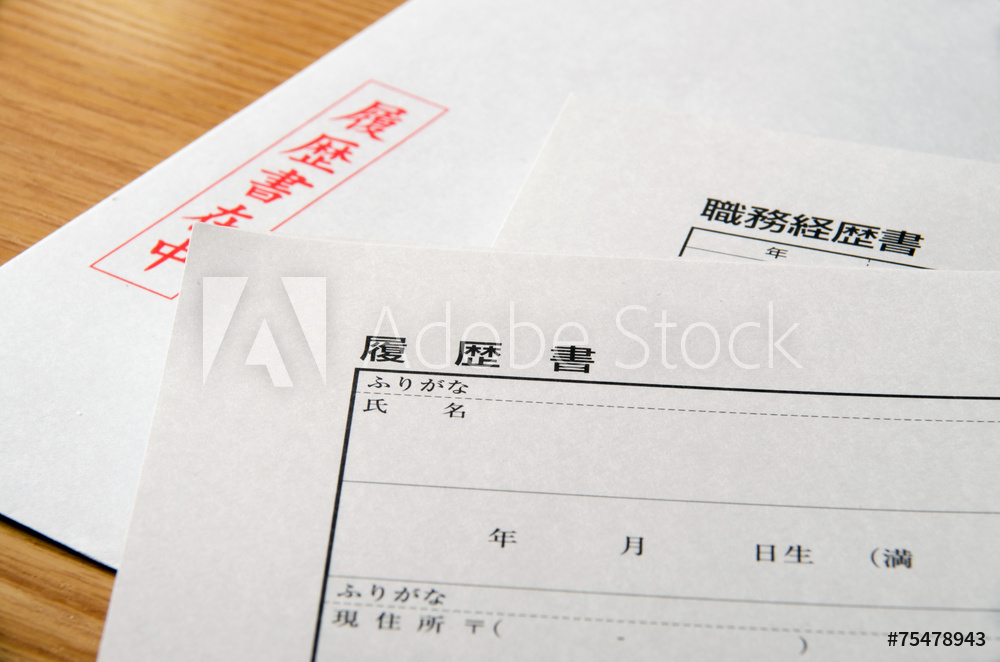 履歴書在中
職務経歴書
年
履歴書
ふりがな
氏 名
年 月 日生 (満
ふりがな
現住所 〒( - )
Adobe Stock
#75478943